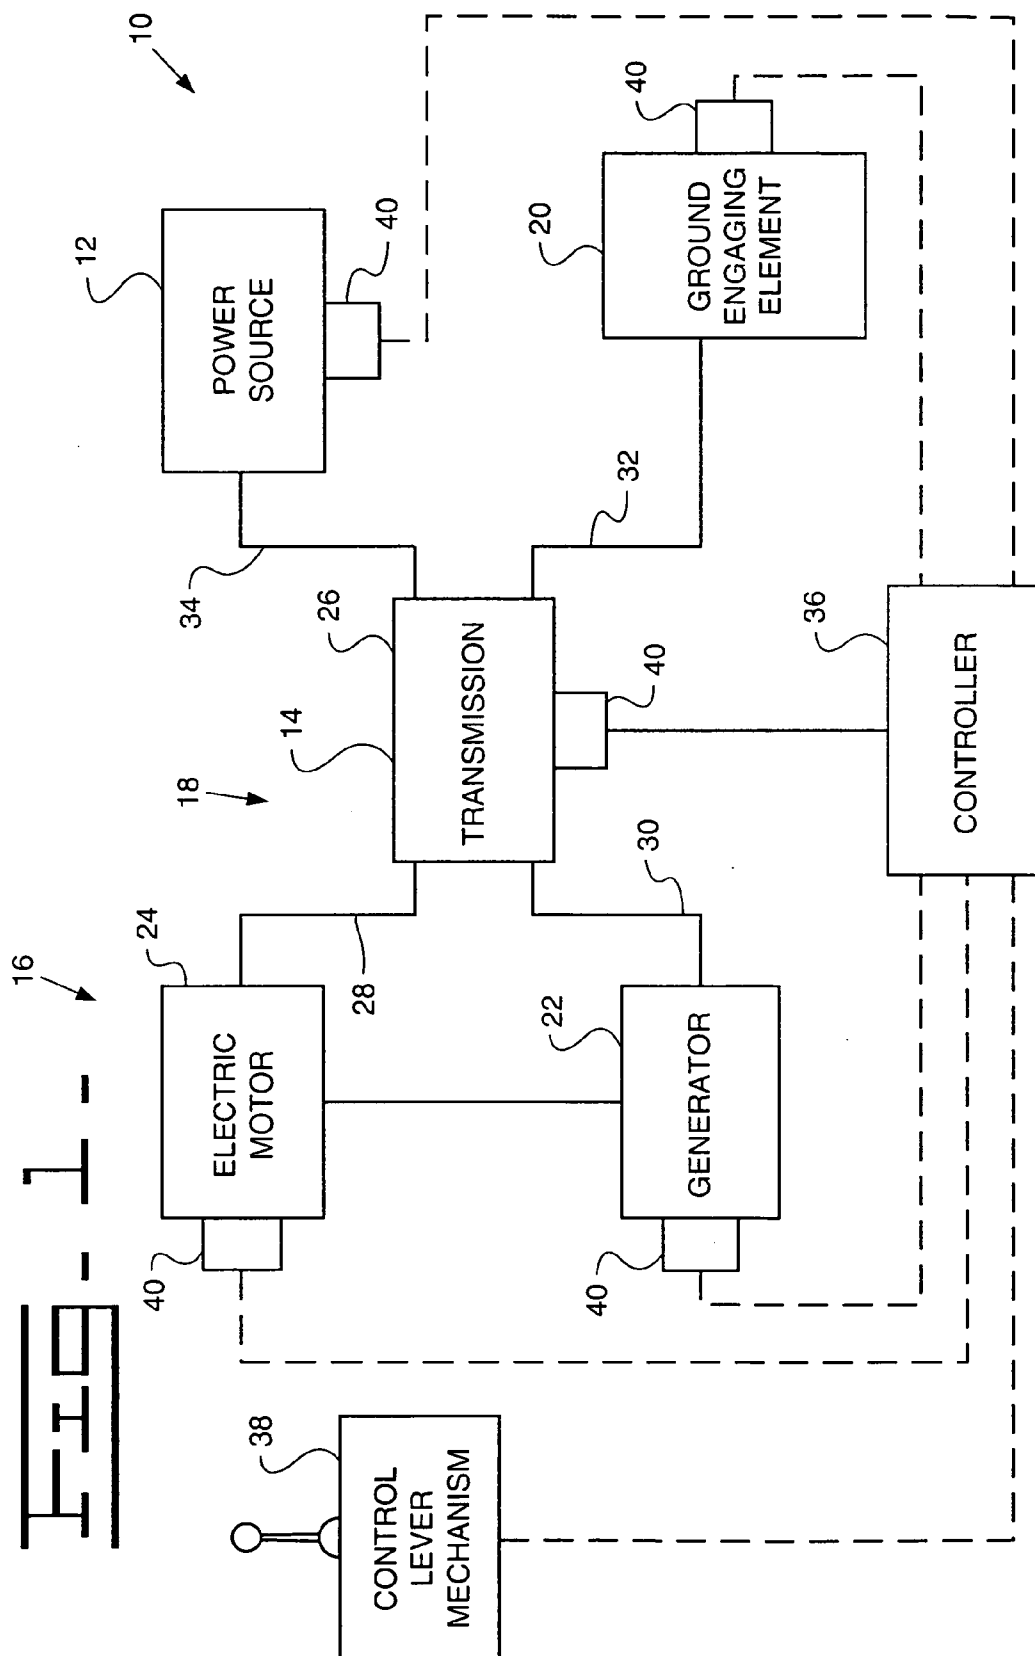 FIG - 1 -
16
10
24
12
18
ELECTRIC
MOTOR
POWER
SOURCE
40
40
28
34
14
26
TRANSMISSION
38
CONTROL
LEVER
MECHANISM
22
20
GENERATOR
GROUND
ENGAGING
ELEMENT
40
30
40
32
40
36
CONTROLLER